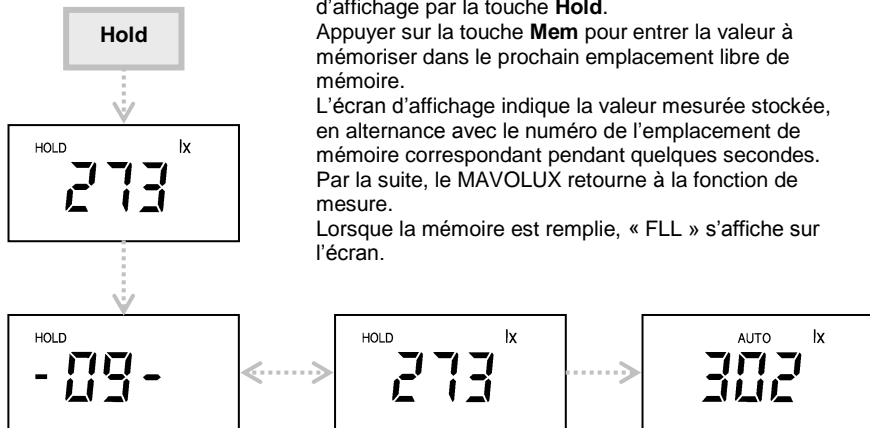 d’affichage par la touche Hold.
Appuyer sur la touche Mem pour entrer la valeur à
mémoriser dans le prochain emplacement libre de
mémoire.
L’écran d’affichage indique la valeur mesurée stockée,
en alternance avec le numéro de l’emplacement de
mémoire correspondant pendant quelques secondes.
Par la suite, le MAVOLUX retourne à la fonction de
mesure.
Lorsque la mémoire est remplie, « FLL » s’affiche sur
l’écran.
Hold
HOLD lx
273
HOLD
-09-
HOLD lx
273
AUTO lx
302